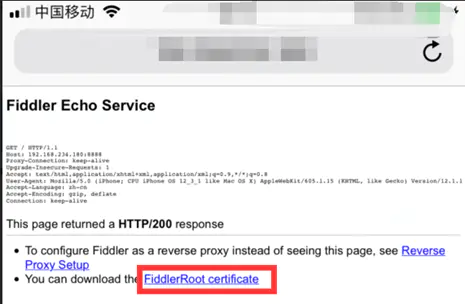 中国移动
Fiddler Echo Service
GET / HTTP/1.1
Host: 192.168.234.180:8888
Proxy-Connection: keep-alive
Upgrade-Insecure-Requests: 1
Accept: text/html,application/xhtml+xml,application/xml;q=0.9,*/*;q=0.8
User-Agent: Mozilla/5.0 (iPhone; CPU iPhone OS 12_3_1 like Mac OS X) AppleWebKit/605.1.15 (KHTML, like Gecko) Version/12.1.1
Accept-Language: zh-cn
Accept-Encoding: gzip, deflate
Connection: keep-alive
This page returned a HTTP/200 response
• To configure Fiddler as a reverse proxy instead of seeing this page, see Reverse
Proxy Setup
• You can download the FiddlerRoot certificate